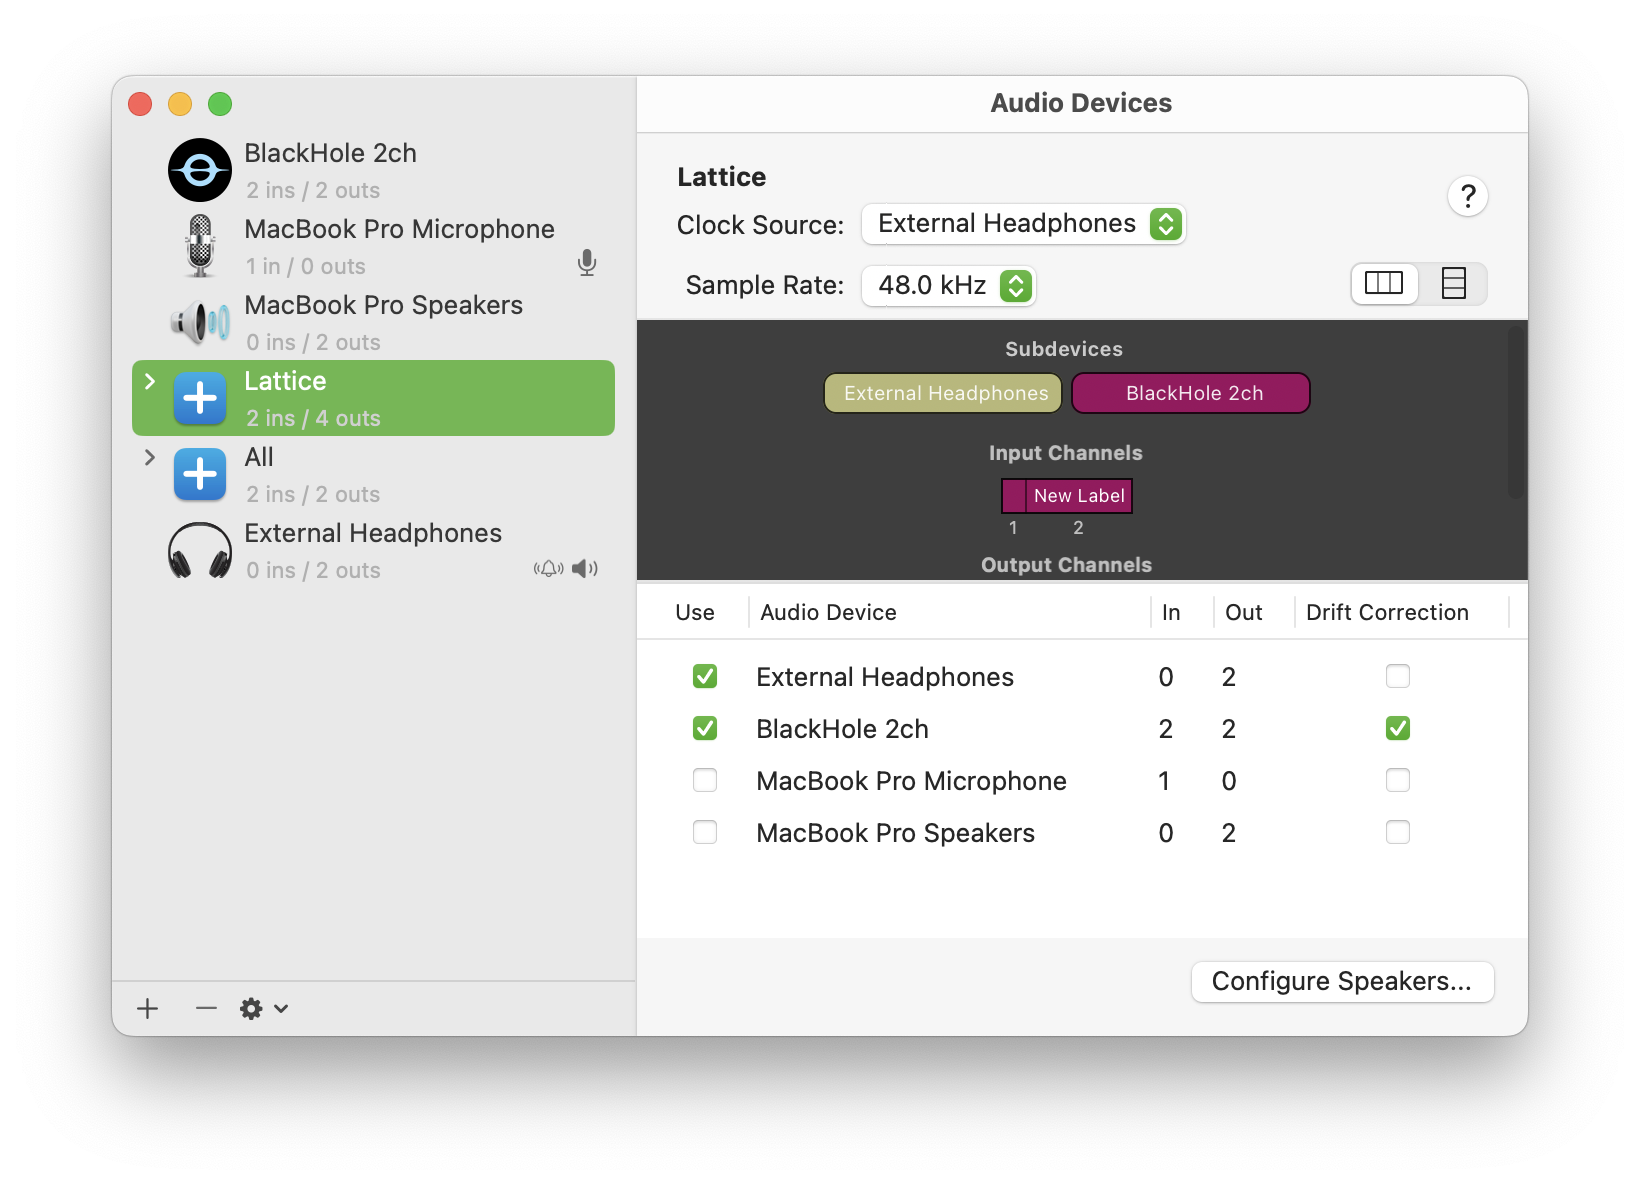 BlackHole 2ch
2 ins / 2 outs
MacBook Pro Microphone
1 in / 0 outs
MacBook Pro Speakers
0 ins / 2 outs
Lattice
2 ins / 4 outs
All
2 ins / 2 outs
External Headphones
0 ins / 2 outs
Audio Devices
Lattice
?
Clock Source: External Headphones
Sample Rate: 48.0 kHz
Subdevices
External Headphones BlackHole 2ch
Input Channels
New Label
1 2
Output Channels
Use Audio Device In Out Drift Correction
External Headphones 0 2
BlackHole 2ch 2 2
MacBook Pro Microphone 1 0
MacBook Pro Speakers 0 2
Configure Speakers...